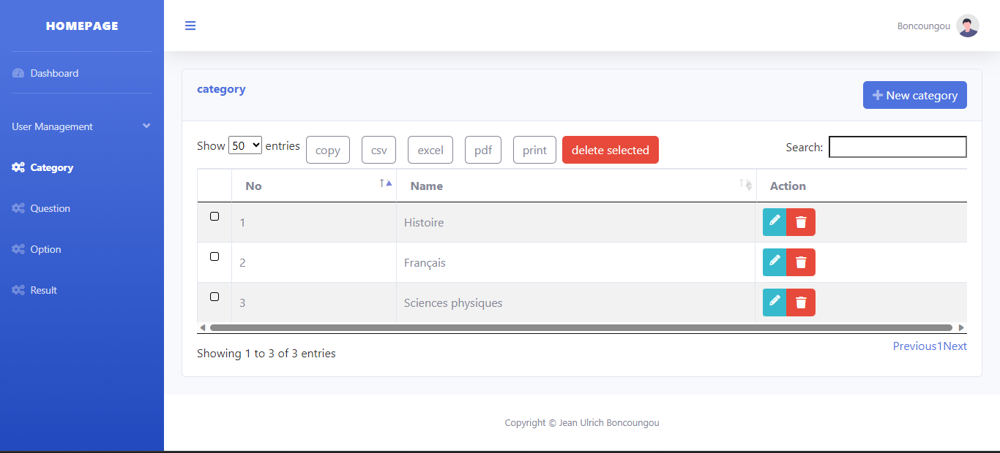 HOMEPAGE
Boncoungou
Dashboard
User Management
Category
Question
Option
Result
category
New category
Show 50 entries copy csv excel pdf print delete selected Search:
No Name Action
1 Histoire
2 Français
3 Sciences physiques
Showing 1 to 3 of 3 entries
Previous1Next
Copyright © Jean Ulrich Boncoungou